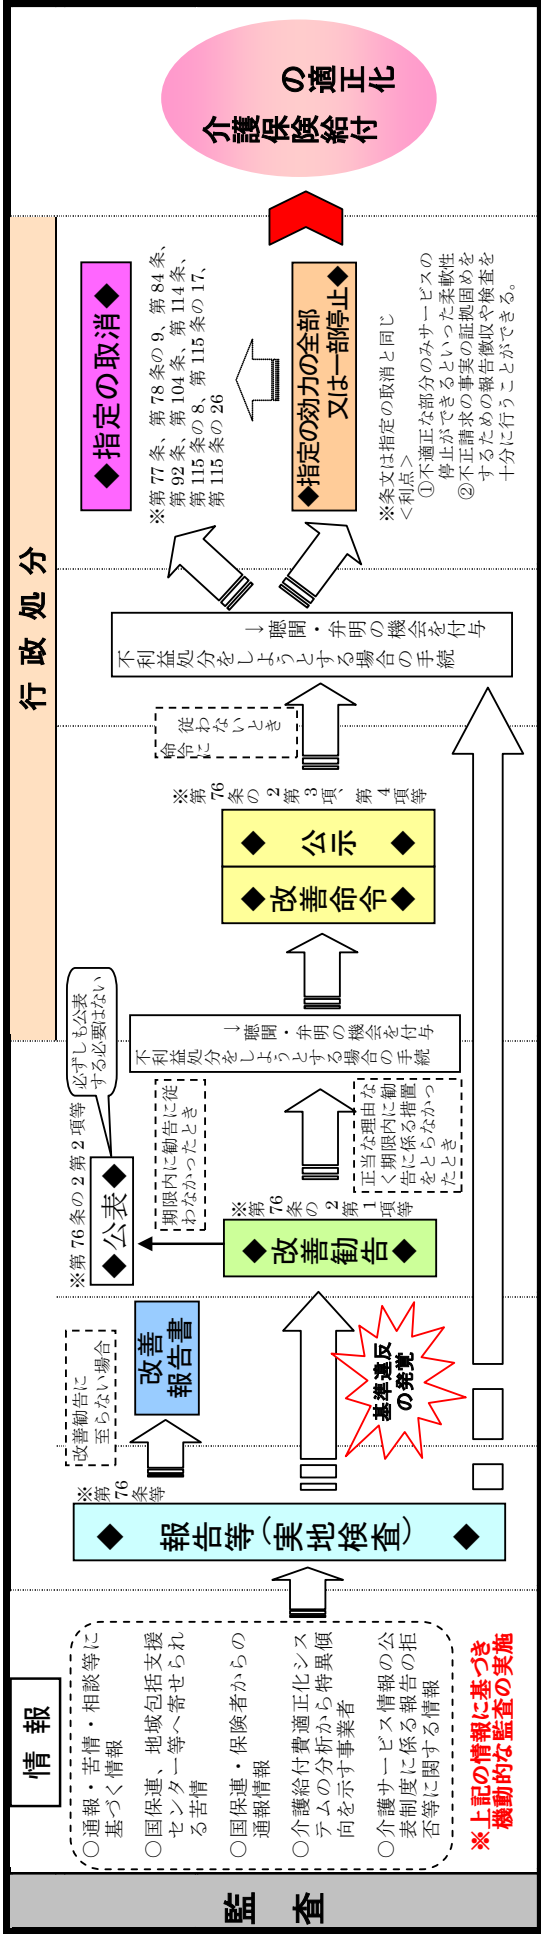 監査
情報
○通報・苦情・相談等に
基づく情報
○国保連、地域包括支援
センター等へ寄せられ
る苦情
○国保連・保険者からの
通報情報
○介護給付費適正化シス
テムの分析から特異傾
向を示す事業者
○介護サービス情報の公
表制度に係る報告の拒
否等に関する情報
※上記の情報に基づき
機動的な監査の実施
◆報告等(実地検査)◆
※第76条等
改善勧告に
至らない場合
改善
報告書
基準違反
の発覚
◆改善勧告◆
※第76条の2第1項等
◆公表◆
※第76条の2第2項等
必ずしも公表
する必要はない
期限内に勧告に従
わなかったとき
正当な理由な
く期限内に勧
告に係る措置
をとらなかっ
たとき
行政処分
不利益処分をしようとする場合の手続
→聴聞・弁明の機会を付与
◆改善命令◆
◆公示◆
※第76条の2第3項、第4項等
命令に
従わないとき
不利益処分をしようとする場合の手続
→聴聞・弁明の機会を付与
◆指定の取消◆
※第77条、第78条の9、第84条、
第92条、第104条、第114条、
第115条の8、第115条の17、
第115条の26
◆指定の効力の全部
又は一部停止◆
※条文は指定の取消と同じ
<利点>
①不適正な部分のみサービスの
停止ができるといった柔軟性
②不正請求の事実の証拠固めを
するための報告徴収や検査を
十分に行うことができる。
介護保険給付
の適正化